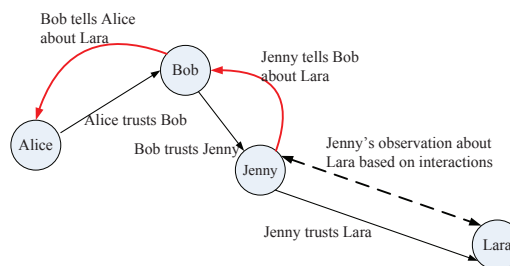 Bob tells Alice
about Lara
Bob
Jenny tells Bob
about Lara
Alice trusts Bob
Alice
Bob trusts Jenny
Jenny's observation about
Lara based on interactions
Jenny
Jenny trusts Lara
Lara